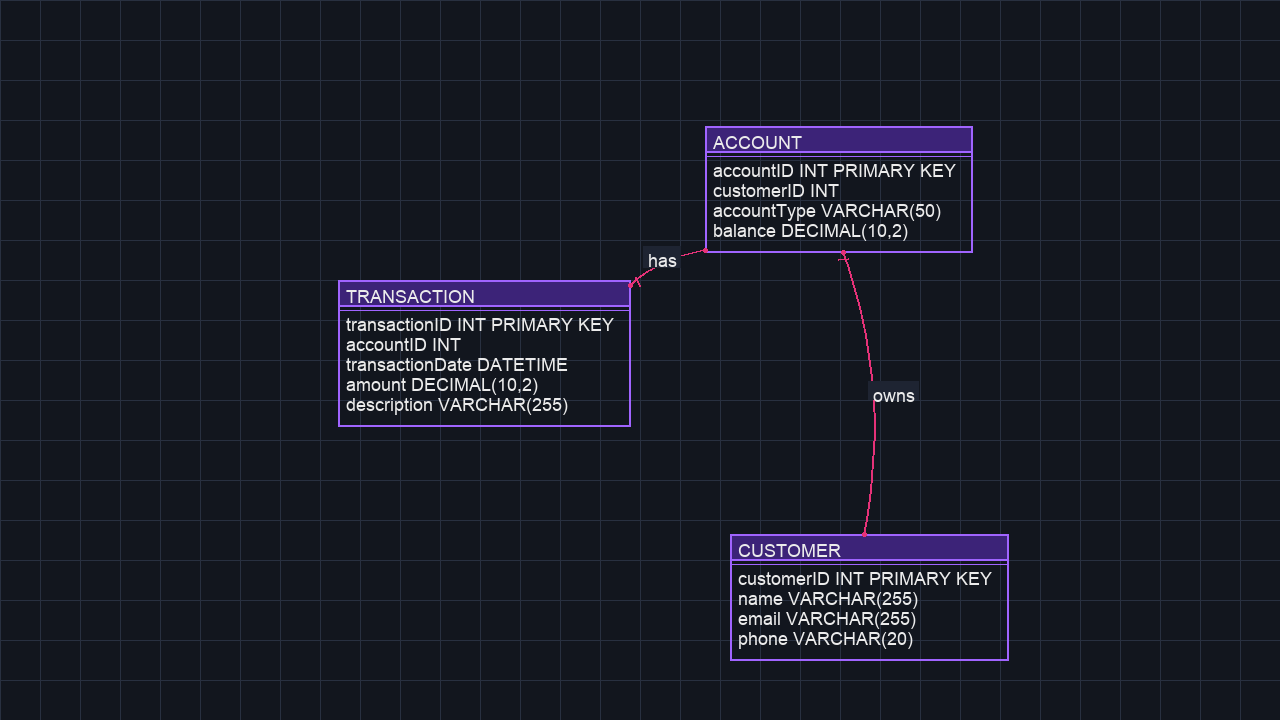 ACCOUNT
accountID INT PRIMARY KEY
customerID INT
accountType VARCHAR(50)
balance DECIMAL(10,2)
has
TRANSACTION
transactionID INT PRIMARY KEY
accountID INT
transactionDate DATETIME
amount DECIMAL(10,2)
description VARCHAR(255)
owns
CUSTOMER
customerID INT PRIMARY KEY
name VARCHAR(255)
email VARCHAR(255)
phone VARCHAR(20)